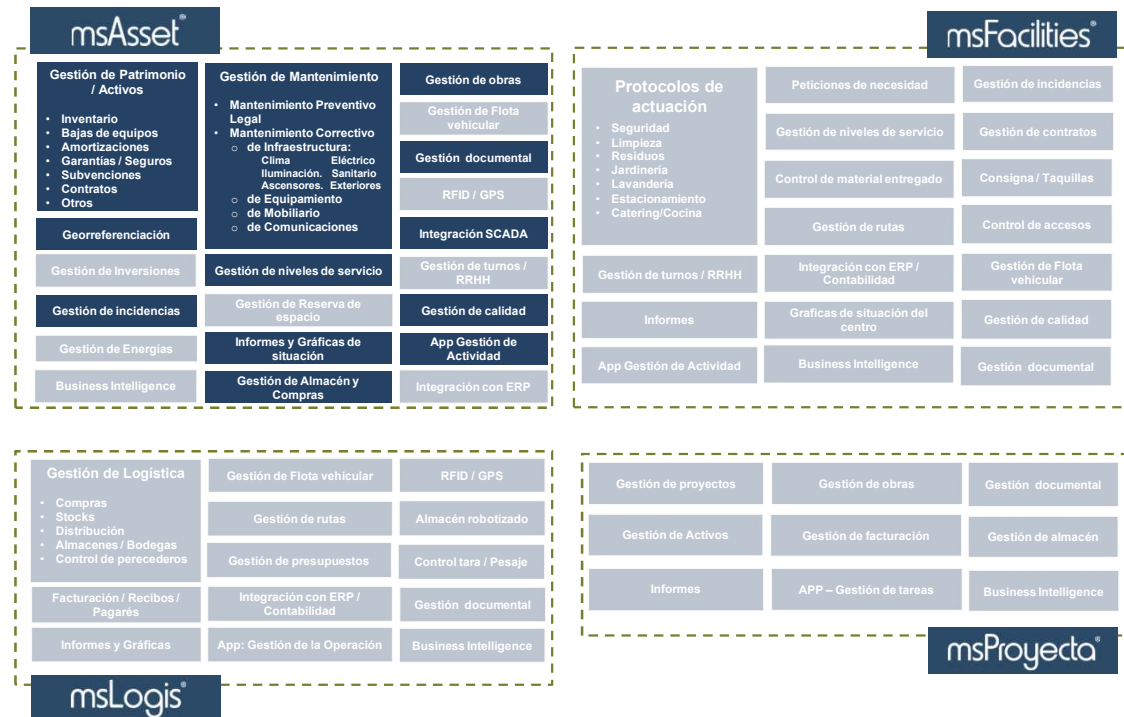 msAsset®
Gestión de Patrimonio
/ Activos
• Inventario
• Bajas de equipos
• Amortizaciones
• Garantías / Seguros
• Subvenciones
• Contratos
• Otros
Georreferenciación
Gestión de Inversiones
Gestión de incidencias
Gestión de Energías
Business Intelligence
Gestión de Mantenimiento
• Mantenimiento Preventivo
Legal
• Mantenimiento Correctivo
o de Infraestructura:
Clima Eléctrico
Iluminación. Sanitario
Ascensores. Exteriores
o de Equipamiento
o de Mobiliario
o de Comunicaciones
Gestión de niveles de servicio
Gestión de Reserva de
espacio
Informes y Gráficas de
situación
Gestión de Almacén y
Compras
Gestión de obras
Gestión de Flota
vehicular
Gestión documental
RFID / GPS
Integración SCADA
Gestión de turnos /
RRHH
Gestión de calidad
App Gestión de
Actividad
Integración con ERP
msFacilities®
Protocolos de
actuación
• Seguridad
• Limpieza
• Residuos
• Jardinería
• Lavandería
• Estacionamiento
• Catering/Cocina
Gestión de turnos / RRHH
Informes
App Gestión de Actividad
Peticiones de necesidad
Gestión de niveles de servicio
Control de material entregado
Gestión de rutas
Integración con ERP /
Contabilidad
Graficas de situación del
centro
Business Intelligence
Gestión de incidencias
Gestión de contratos
Consigna / Taquillas
Control de accesos
Gestión de Flota
vehicular
Gestión de calidad
Gestión documental
Gestión de Logística
• Compras
• Stocks
• Distribución
• Almacenes / Bodegas
• Control de perecederos
Facturación / Recibos /
Pagarés
Informes y Gráficas
Gestión de Flota vehicular
Gestión de rutas
Gestión de presupuestos
Integración con ERP /
Contabilidad
App: Gestión de la Operación
RFID / GPS
Almacén robotizado
Control tara / Pesaje
Gestión documental
Business Intelligence
msLogis®
Gestión de proyectos
Gestión de obras
Gestión documental
Gestión de Activos
Gestión de facturación
Gestión de almacén
Informes
APP – Gestión de tareas
Business Intelligence
msProyecta®